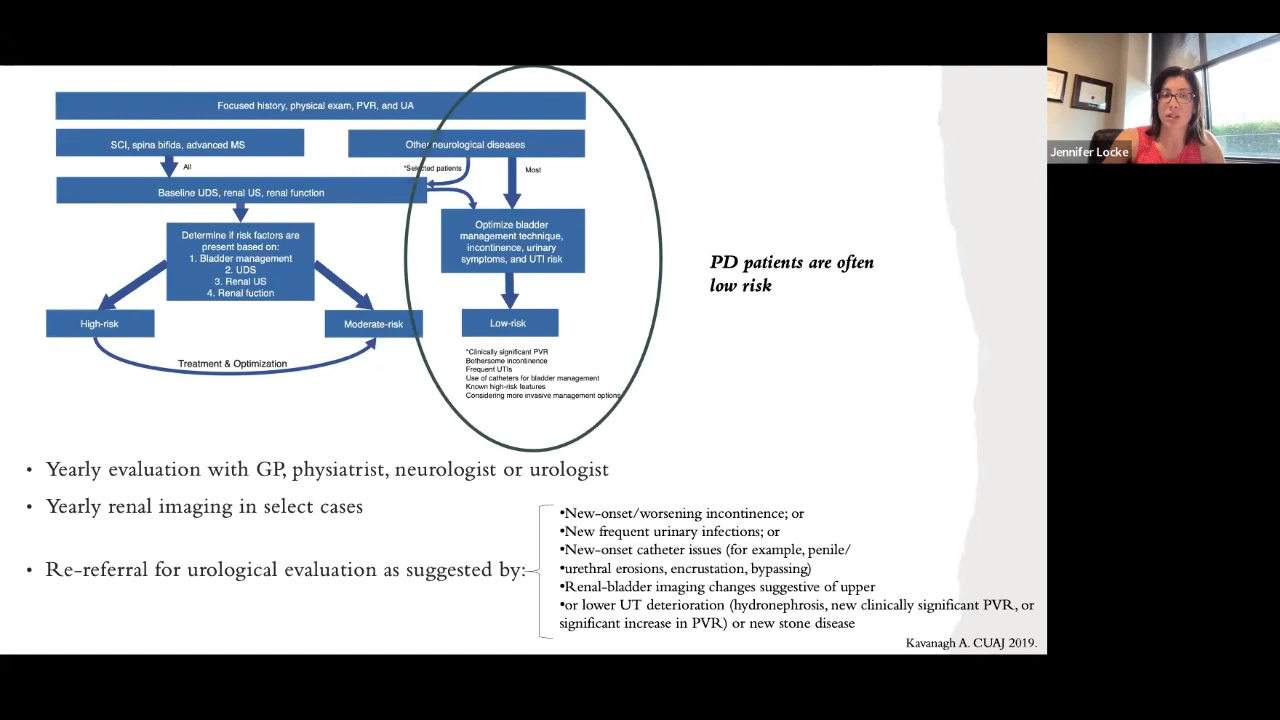 Focused history, physical exam, PVR, and UA
SCI, spina bifida, advanced MS
Other neurological diseases
All
*Selected patients
Most
Baseline UDS, renal US, renal function
Determine if risk factors are
present based on:
1. Bladder management
2. UDS
3. Renal US
4. Renal fuction
Optimize bladder
management technique,
incontinence, urinary
symptoms, and UTI risk
High-risk
Moderate-risk
Low-risk
Treatment & Optimization
*Clinically significant PVR
Bothersome incontinence
Frequent UTIs
Use of catheters for bladder management
Known high-risk features
Considering more invasive management options
PD patients are often
low risk
Jennifer Locke
• Yearly evaluation with GP, physiatrist, neurologist or urologist
• Yearly renal imaging in select cases
• Re-referral for urological evaluation as suggested by:
•New-onset/worsening incontinence; or
•New frequent urinary infections; or
•New-onset catheter issues (for example, penile/
•urethral erosions, encrustation, bypassing)
•Renal-bladder imaging changes suggestive of upper
•or lower UT deterioration (hydronephrosis, new clinically significant PVR, or
significant increase in PVR) or new stone disease
Kavanagh A. CUAJ 2019.